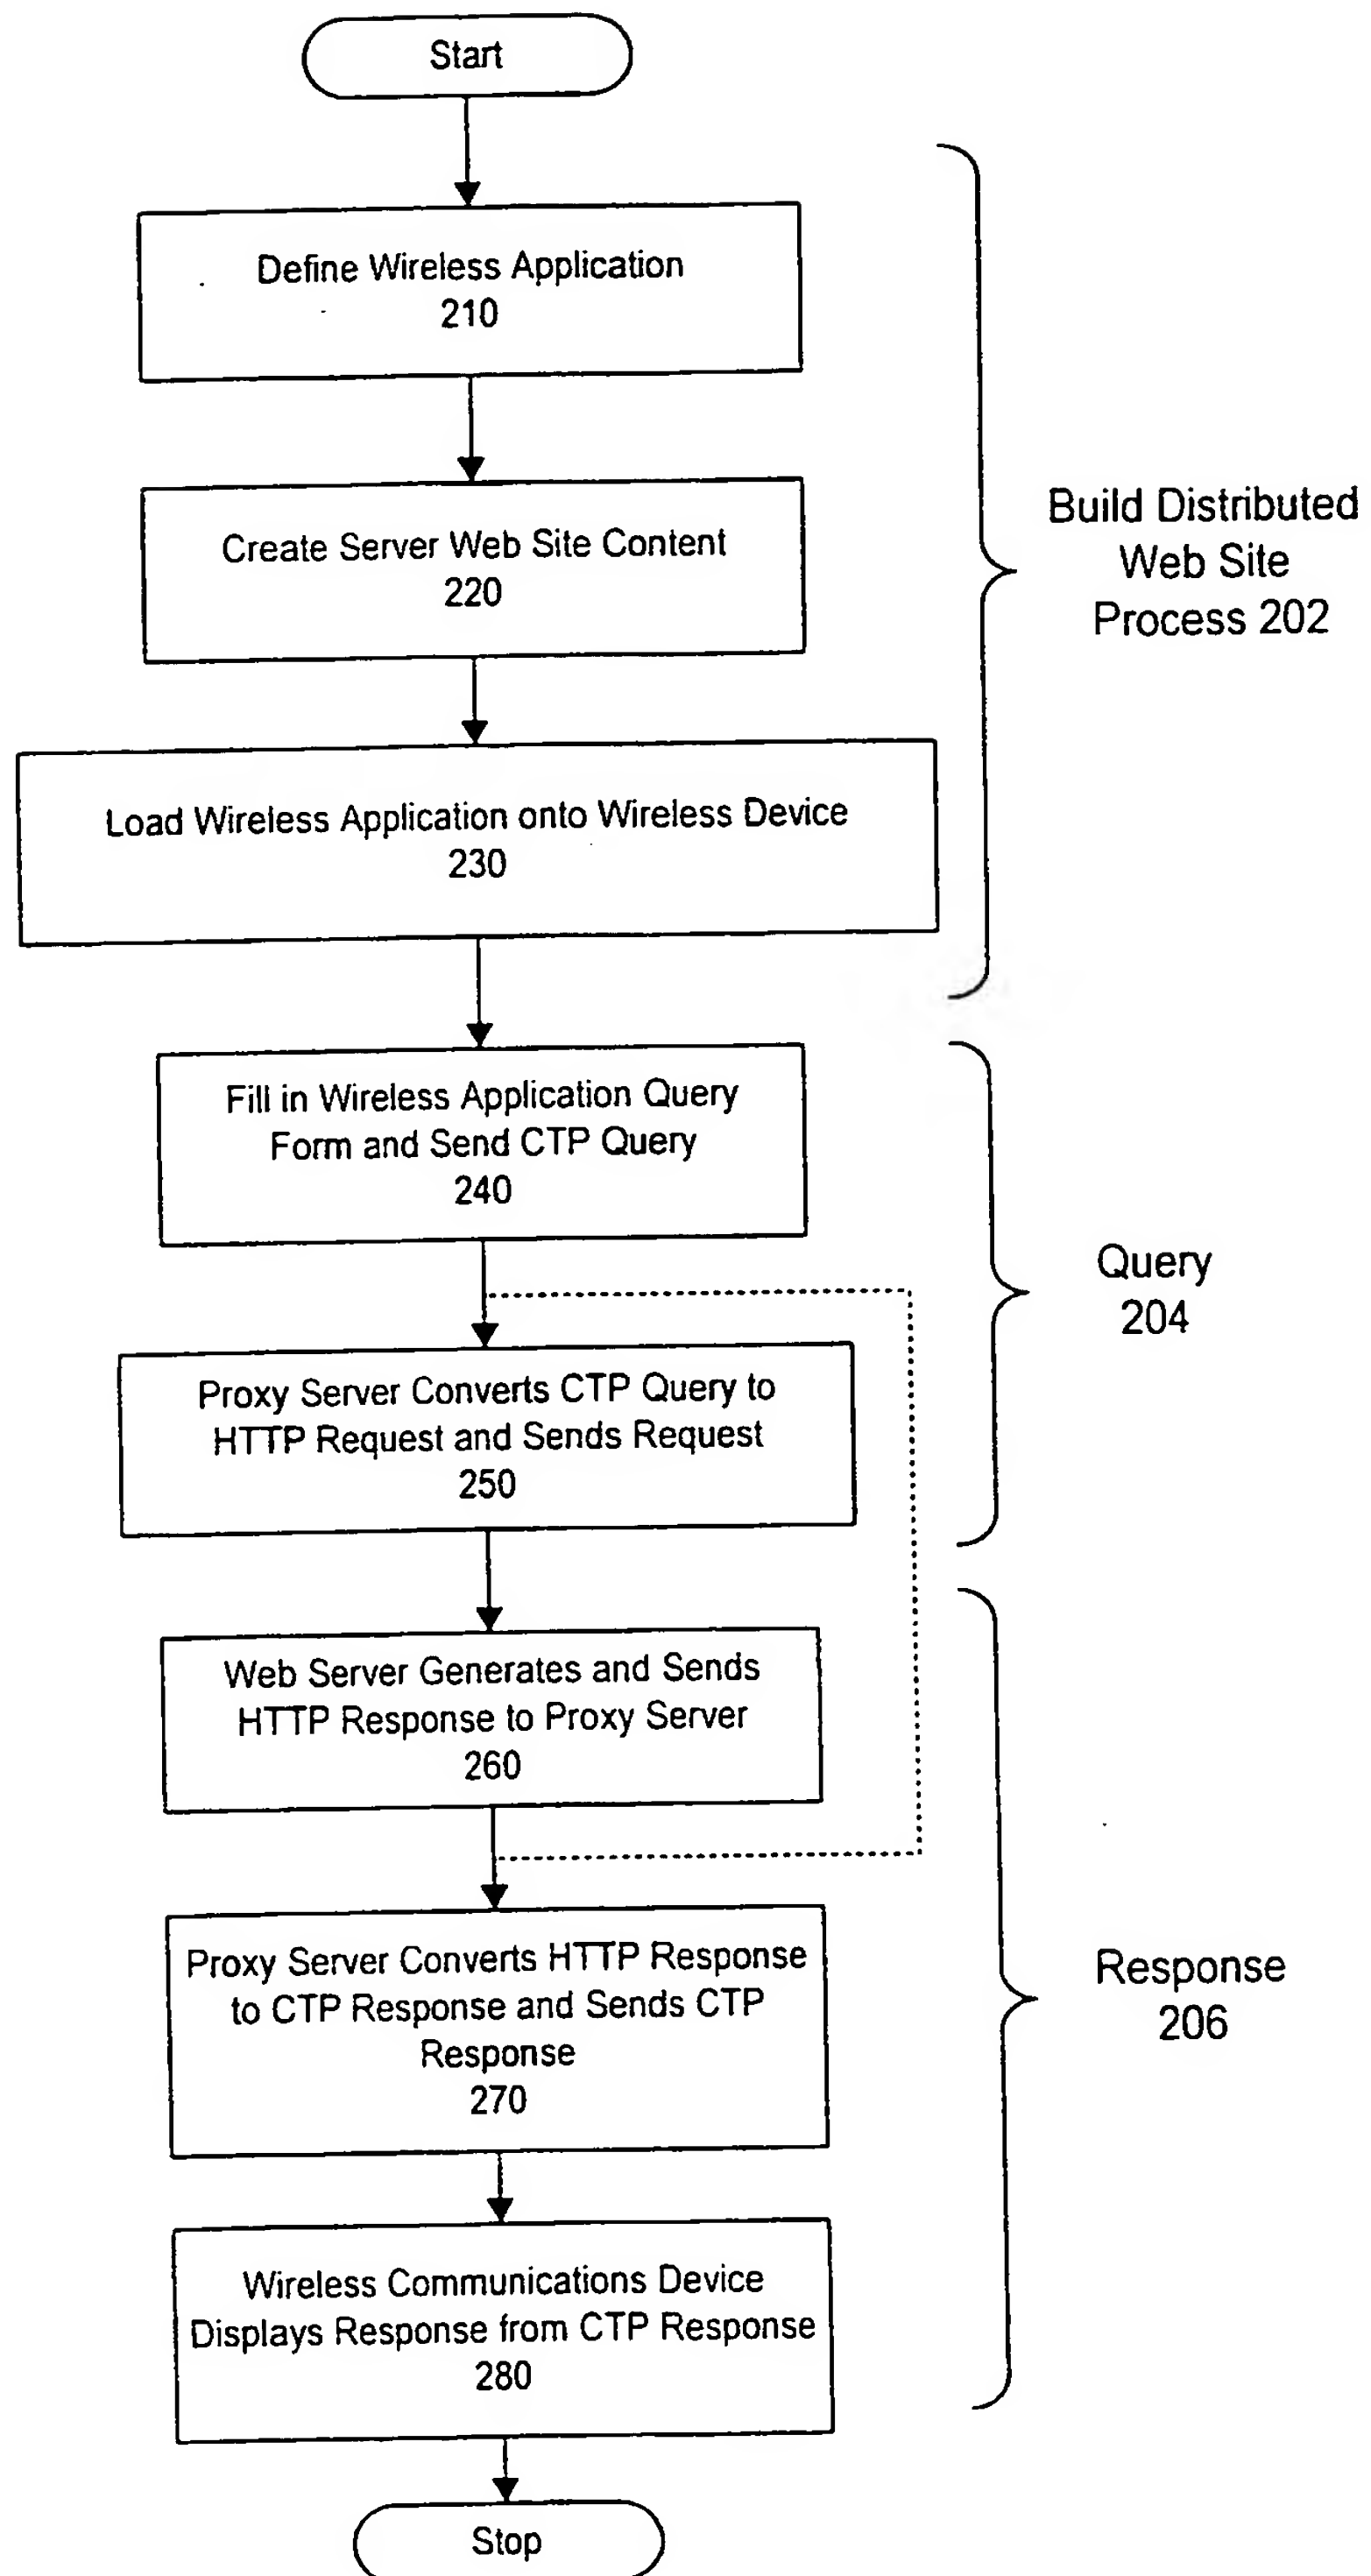 Start
Define Wireless Application
210
Create Server Web Site Content
220
Load Wireless Application onto Wireless Device
230
Build Distributed
Web Site
Process 202
Fill in Wireless Application Query
Form and Send CTP Query
240
Proxy Server Converts CTP Query to
HTTP Request and Sends Request
250
Query
204
Web Server Generates and Sends
HTTP Response to Proxy Server
260
Proxy Server Converts HTTP Response
to CTP Response and Sends CTP
Response
270
Wireless Communications Device
Displays Response from CTP Response
280
Response
206
Stop